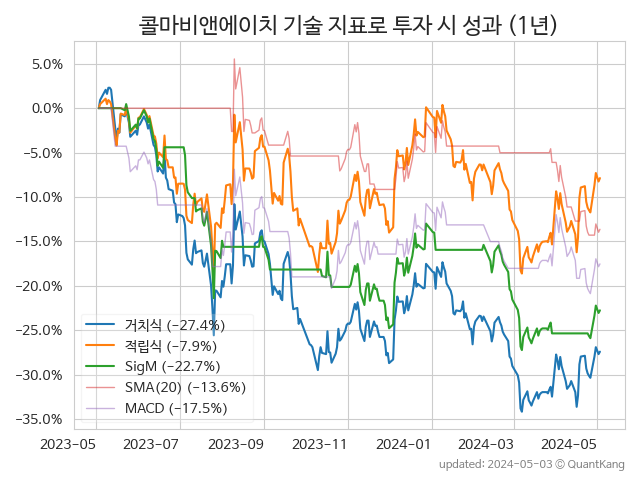 콜마비앤에이치 기술 지표로 투자 시 성과 (1년)
5.0%
0.0%
−5.0%
−10.0%
−15.0%
−20.0%
−25.0%
−30.0%
−35.0%
거치식 (−27.4%)
적립식 (−7.9%)
SigM (−22.7%)
SMA(20) (−13.6%)
MACD (−17.5%)
2023-05 2023-07 2023-09 2023-11 2024-01 2024-03 2024-05
updated: 2024-05-03 © QuantKang